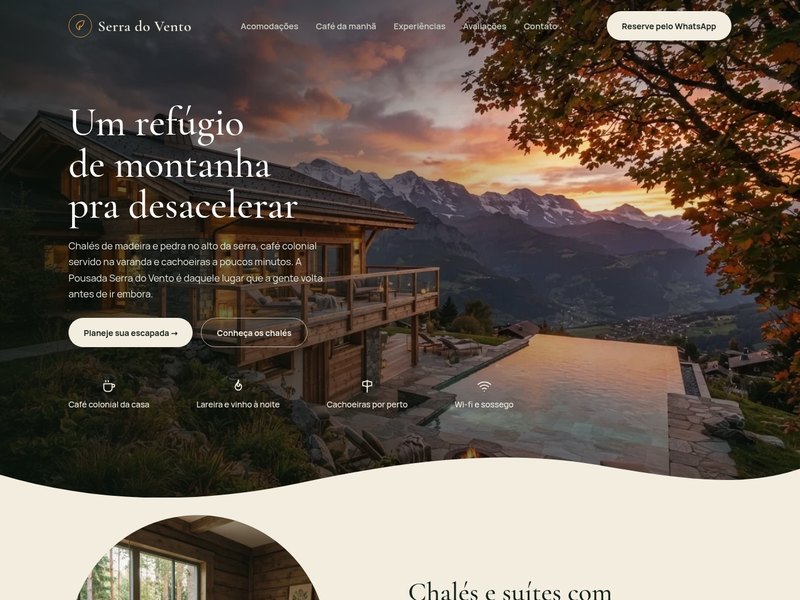 Serra do Vento
Acomodações
Café da manhã
Experiências
Avaliações
Contato
Reserve pelo WhatsApp
Um refúgio
de montanha
pra desacelerar
Chalés de madeira e pedra no alto da serra, café colonial
servido na varanda e cachoeiras a poucos minutos. A
Pousada Serra do Vento é daquele lugar que a gente volta
antes de ir embora.
Planeje sua escapada →
Conheça os chalés
Café colonial da casa
Lareira e vinho à noite
Cachoeiras por perto
Wi-fi e sossego
Chalés e suítes com